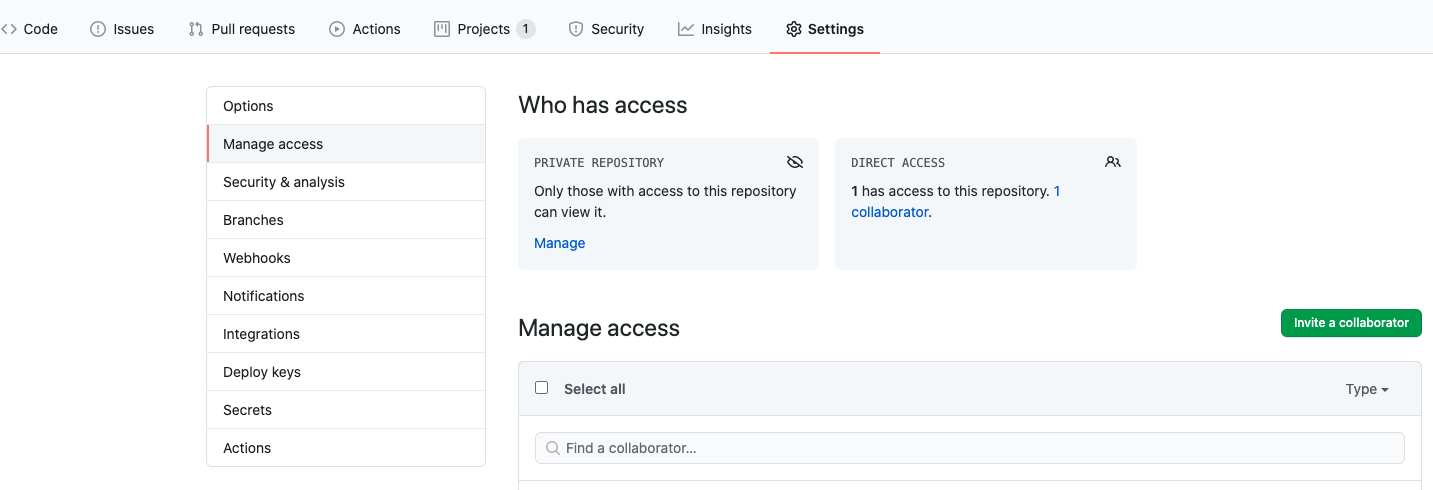 Code Issues Pull requests Actions Projects 1 Security Insights Settings
Options
Manage access
Security & analysis
Branches
Webhooks
Notifications
Integrations
Deploy keys
Secrets
Actions
Who has access
PRIVATE REPOSITORY
Only those with access to this repository
can view it.
Manage
DIRECT ACCESS
1 has access to this repository. 1
collaborator.
Manage access
Invite a collaborator
Select all
Type
Find a collaborator...